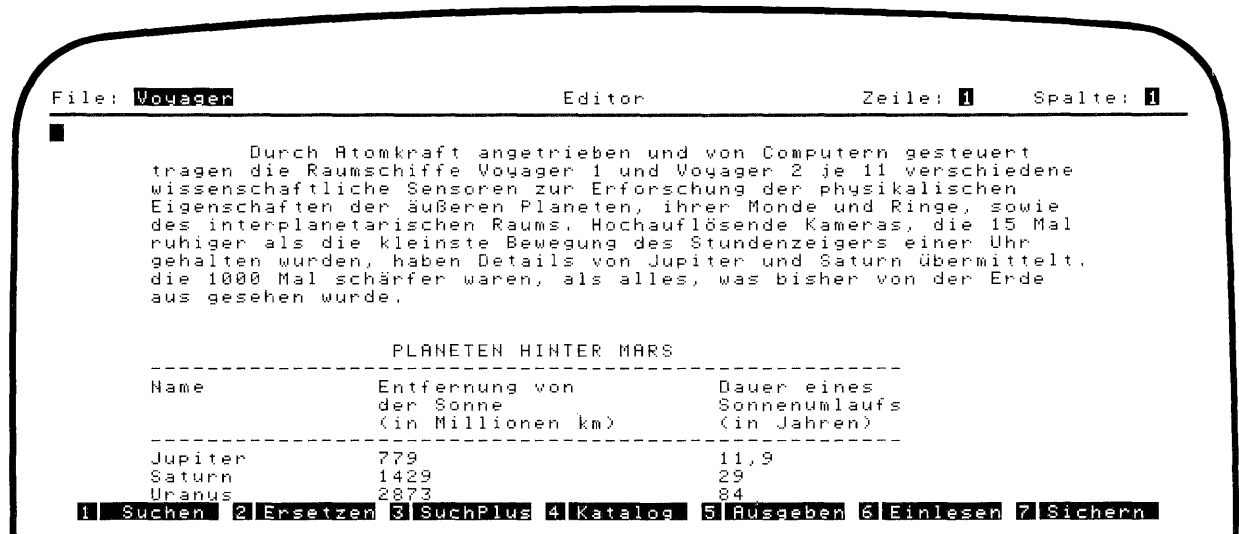 File: Voyager Editor Zeile: 1 Spalte: 1
Durch Atomkraft angetrieben und von Computern gesteuert
tragen die Raumschiffe Voyager 1 und Voyager 2 je 11 verschiedene
wissenschaftliche Sensoren zur Erforschung der physikalischen
Eigenschaften der äußeren Planeten, ihrer Monde und Ringe, sowie
des interplanetarischen Raums. Hochauflösende Kameras, die 15 Mal
ruhiger als die kleinste Bewegung des Stundenzeigers einer Uhr
gehalten wurden, haben Details von Jupiter und Saturn übermittelt,
die 1000 Mal schärfer waren, als alles, was bisher von der Erde
aus gesehen wurde.
PLANETEN HINTER MARS
------------------------------------------------------
Name Entfernung von Dauer eines
der Sonne Sonnenumlaufs
(in Millionen km) (in Jahren)
------------------------------------------------------
Jupiter 779 11,9
Saturn 1429 29
Uranus 2873 84
1 Suchen 2 Ersetzen 3 SuchPlus 4 Katalog 5 Ausgeben 6 Einlesen 7 Sichern